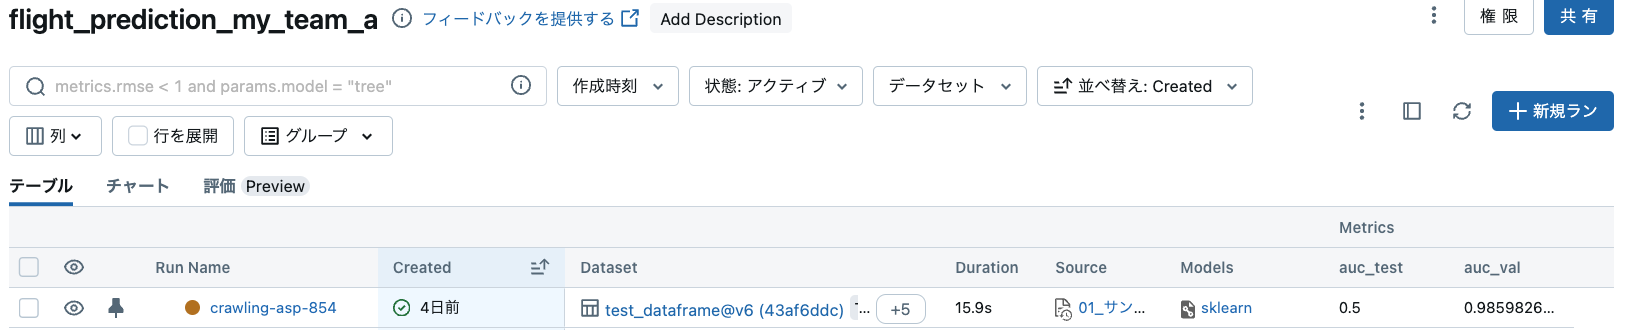 flight_prediction_my_team_a フィードバックを提供する Add Description 権限 共有
metrics.rmse < 1 and params.model = "tree" 作成時刻 状態: アクティブ データセット 並べ替え: Created
新規ラン
列 行を展開 グループ
テーブル チャート 評価 Preview
Metrics
Run Name Created Dataset Duration Source Models auc_test auc_val
crawling-asp-854 4日前 test_dataframe@v6 (43af6ddc) ... +5 15.9s 01_サン... sklearn 0.5 0.9859826...